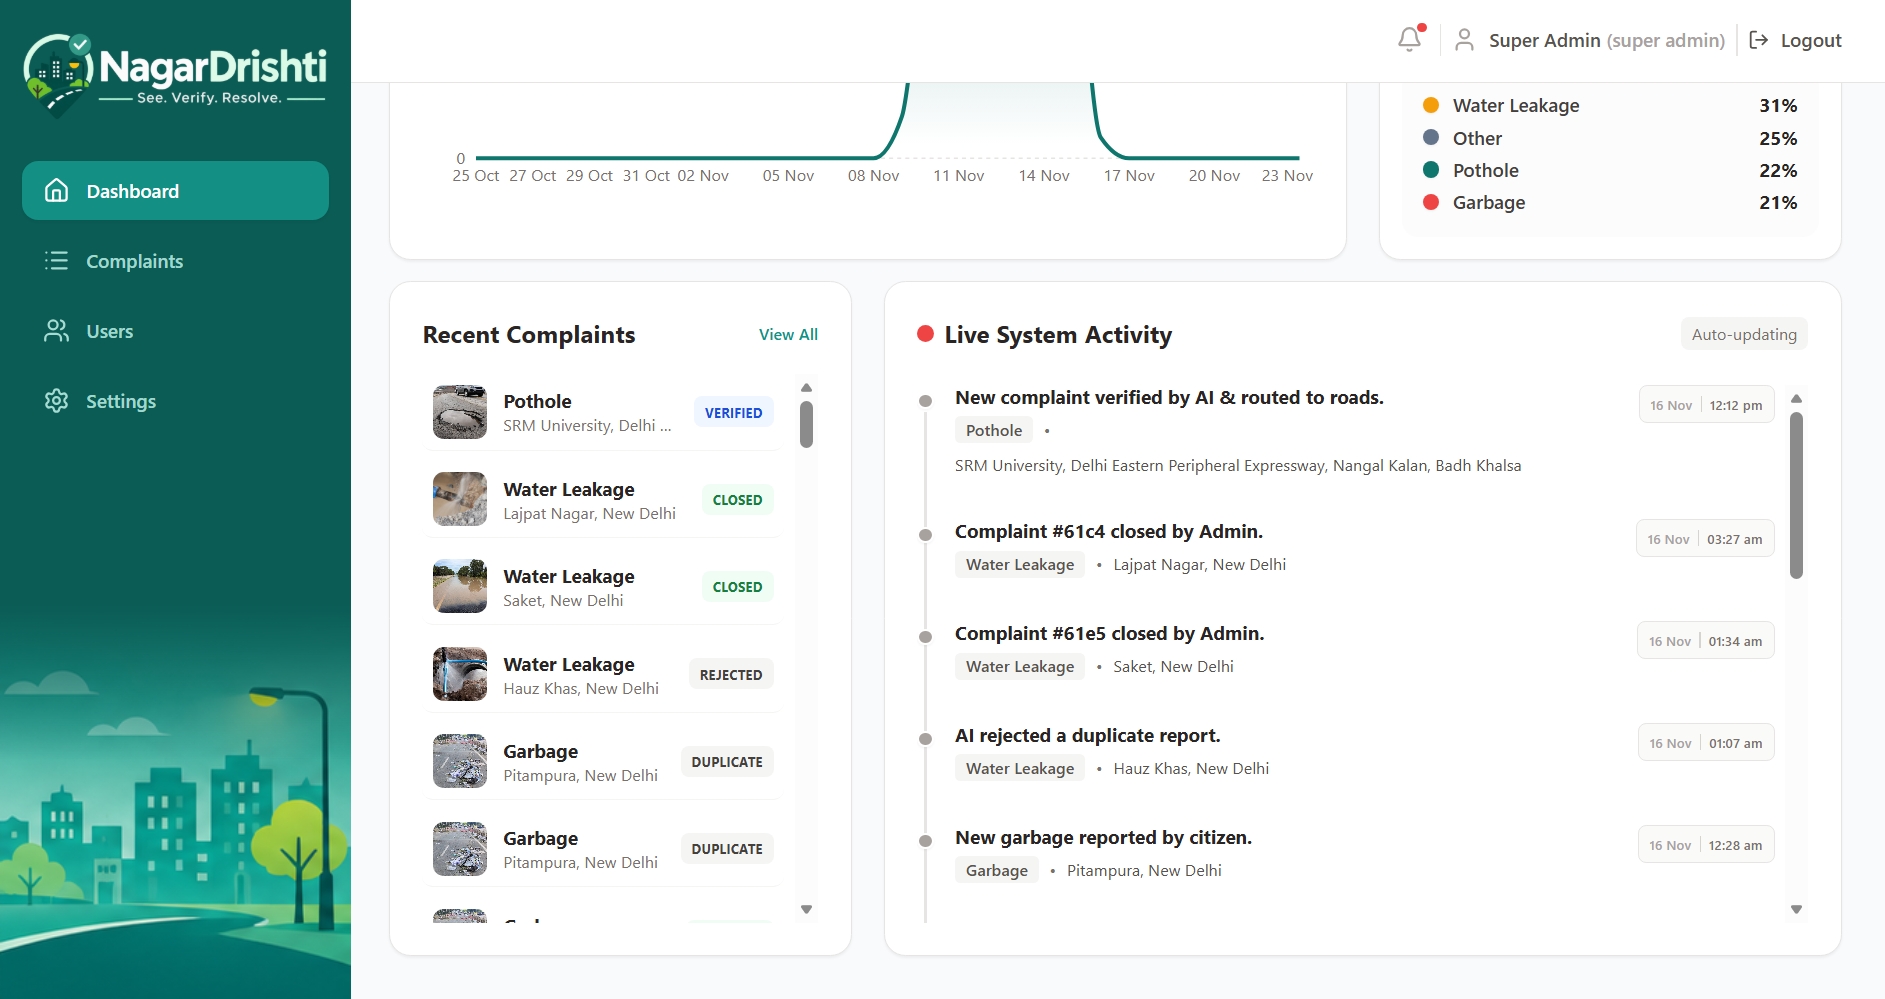 NagarDrishti
See. Verify. Resolve.
Dashboard
Complaints
Users
Settings
Super Admin (super admin)
Logout
0
25 Oct 27 Oct 29 Oct 31 Oct 02 Nov 05 Nov 08 Nov 11 Nov 14 Nov 17 Nov 20 Nov 23 Nov
Water Leakage 31%
Other 25%
Pothole 22%
Garbage 21%
Recent Complaints View All
Pothole
SRM University, Delhi ...
VERIFIED
Water Leakage
Lajpat Nagar, New Delhi
CLOSED
Water Leakage
Saket, New Delhi
CLOSED
Water Leakage
Hauz Khas, New Delhi
REJECTED
Garbage
Pitampura, New Delhi
DUPLICATE
Garbage
Pitampura, New Delhi
DUPLICATE
Live System Activity Auto-updating
New complaint verified by AI & routed to roads.
16 Nov 12:12 pm
Pothole •
SRM University, Delhi Eastern Peripheral Expressway, Nangal Kalan, Badh Khalsa
Complaint #61c4 closed by Admin.
16 Nov 03:27 am
Water Leakage • Lajpat Nagar, New Delhi
Complaint #61e5 closed by Admin.
16 Nov 01:34 am
Water Leakage • Saket, New Delhi
AI rejected a duplicate report.
16 Nov 01:07 am
Water Leakage • Hauz Khas, New Delhi
New garbage reported by citizen.
16 Nov 12:28 am
Garbage • Pitampura, New Delhi